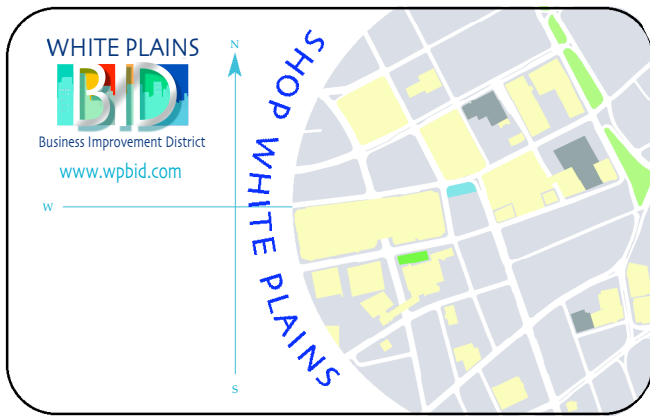 WHITE PLAINS
BID
Business Improvement District
www.wpbid.com
N
W
S
SHOP WHITE PLAINS